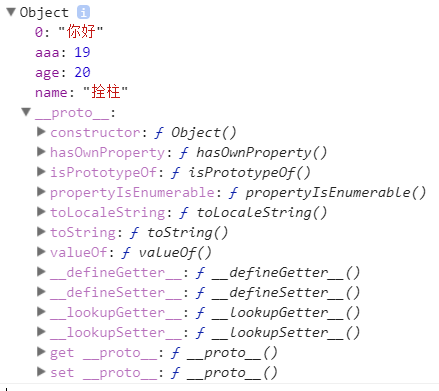 Object i
0: "你好"
aaa: 19
age: 20
name: "拴柱"
__proto__:
constructor: ƒ Object()
hasOwnProperty: ƒ hasOwnProperty()
isPrototypeOf: ƒ isPrototypeOf()
propertyIsEnumerable: ƒ propertyIsEnumerable()
toLocaleString: ƒ toLocaleString()
toString: ƒ toString()
valueOf: ƒ valueOf()
__defineGetter__: ƒ __defineGetter__()
__defineSetter__: ƒ __defineSetter__()
__lookupGetter__: ƒ __lookupGetter__()
__lookupSetter__: ƒ __lookupSetter__()
get __proto__: ƒ __proto__()
set __proto__: ƒ __proto__()